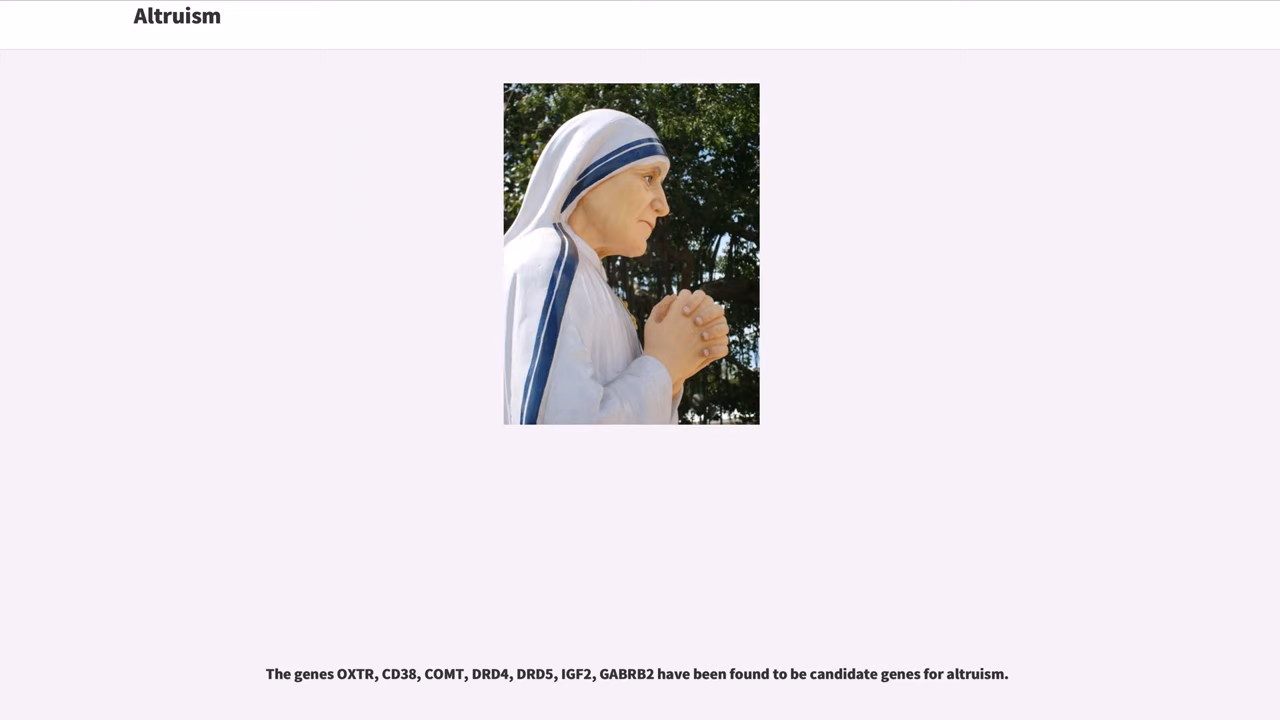 Altruism
The genes OXTR, CD38, COMT, DRD4, DRD5, IGF2, GABRB2 have been found to be candidate genes for altruism.